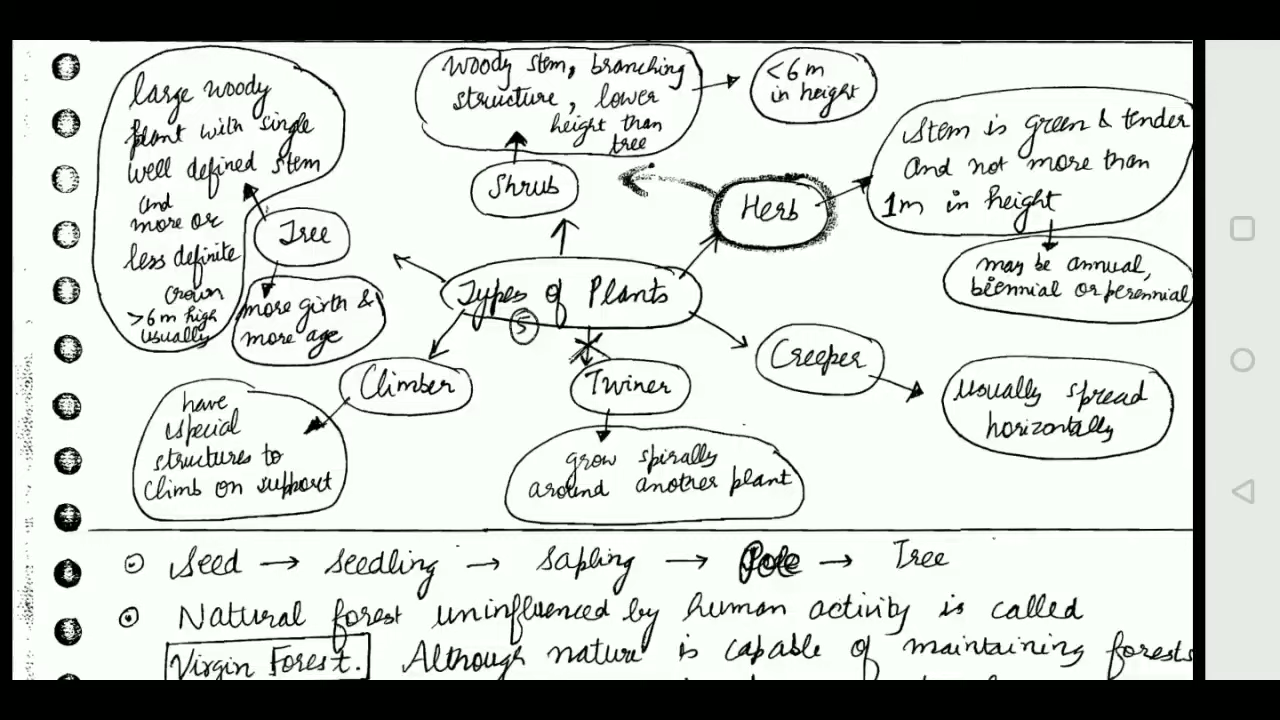 large woody
plant with single
well defined stem
and
more or
less definite
crown
>6m high
usually
Tree
more girth &
more age
woody stem, branching
structure, lower
height than
tree
<6m
in height
Shrub
Herb
Stem is green & tender
and not more than
1m in height
may be annual,
biennial or perennial
Types of Plants
5
Climber
have
special
structures to
climb on support
Twiner
grow spirally
around another plant
Creeper
usually spread
horizontally
Seed → seedling → sapling → Pole → Tree
Natural forest uninfluenced by human activity is called
Virgin Forest. Although nature is capable of maintaining forests